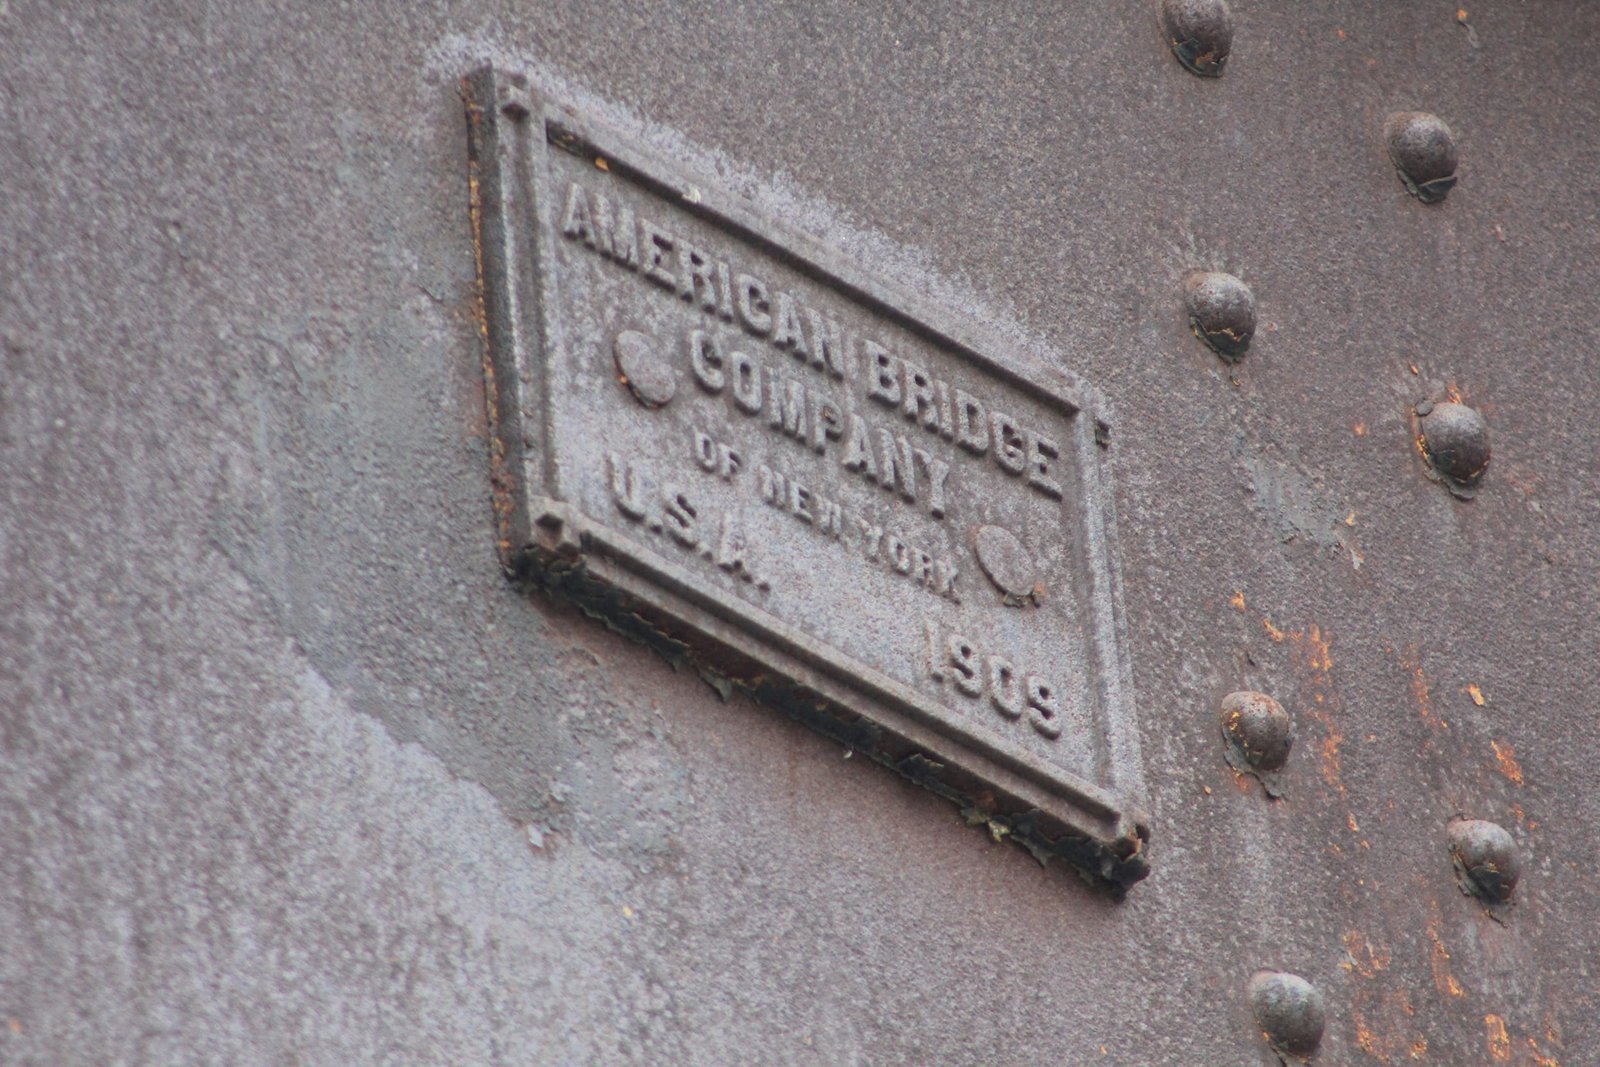 AMERICAN BRIDGE
COMPANY
OF NEW YORK
U.S.A.
1909